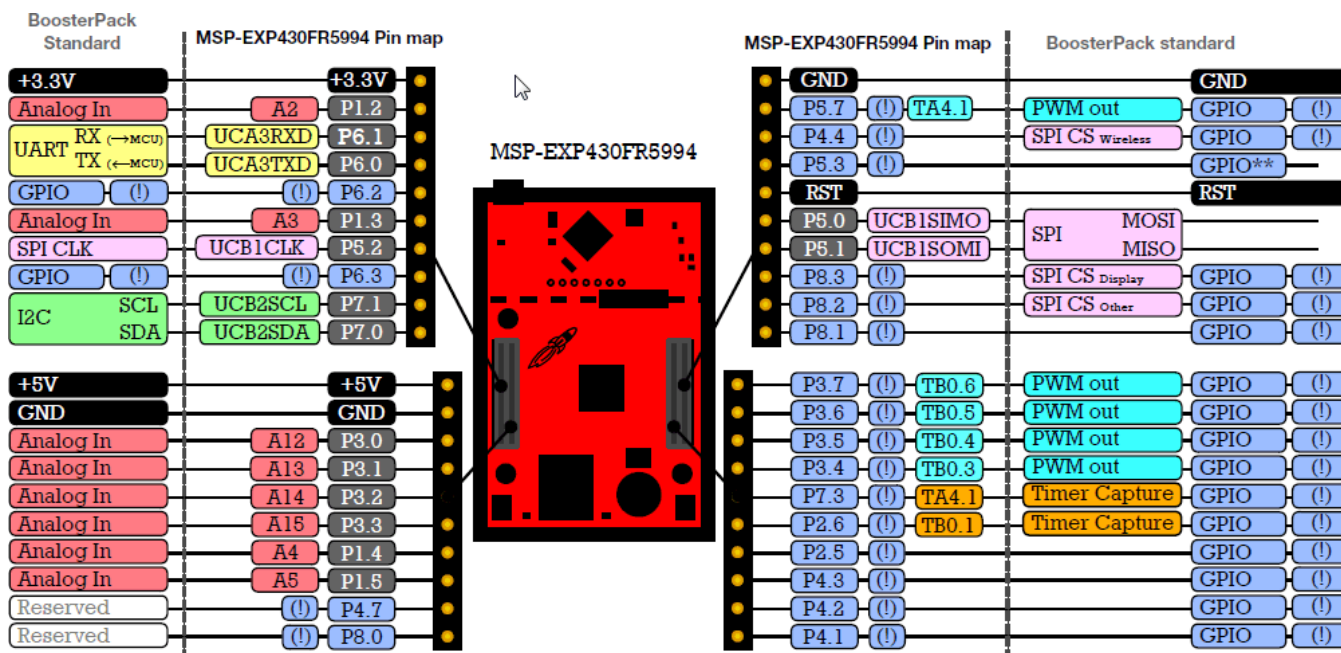 BoosterPack
Standard
MSP-EXP430FR5994 Pin map
+3.3V +3.3V
Analog In A2 P1.2
UART RX (→MCU) UCA3RXD P6.1
TX (←MCU) UCA3TXD P6.0
GPIO (!) (!) P6.2
Analog In A3 P1.3
SPI CLK UCB1CLK P5.2
GPIO (!) (!) P6.3
I2C SCL UCB2SCL P7.1
SDA UCB2SDA P7.0
+5V +5V
GND GND
Analog In A12 P3.0
Analog In A13 P3.1
Analog In A14 P3.2
Analog In A15 P3.3
Analog In A4 P1.4
Analog In A5 P1.5
Reserved (!) P4.7
Reserved (!) P8.0
MSP-EXP430FR5994
MSP-EXP430FR5994 Pin map
BoosterPack standard
GND GND
P5.7 (!) TA4.1 PWM out GPIO (!)
P4.4 (!) SPI CS Wireless GPIO (!)
P5.3 (!) GPIO**
RST RST
P5.0 UCB1SIMO SPI MOSI
P5.1 UCB1SOMI MISO
P8.3 (!) SPI CS Display GPIO (!)
P8.2 (!) SPI CS Other GPIO (!)
P8.1 (!) GPIO (!)
P3.7 (!) TB0.6 PWM out GPIO (!)
P3.6 (!) TB0.5 PWM out GPIO (!)
P3.5 (!) TB0.4 PWM out GPIO (!)
P3.4 (!) TB0.3 PWM out GPIO (!)
P7.3 (!) TA4.1 Timer Capture GPIO (!)
P2.6 (!) TB0.1 Timer Capture GPIO (!)
P2.5 (!) GPIO (!)
P4.3 (!) GPIO (!)
P4.2 (!) GPIO (!)
P4.1 (!) GPIO (!)